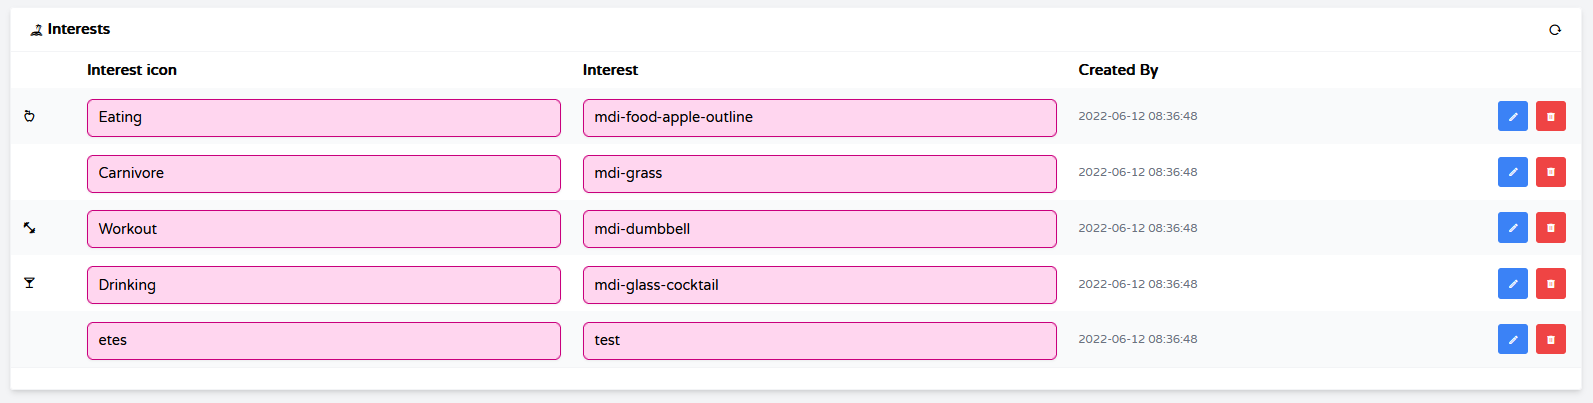 Interests
Interest icon Interest Created By
Eating mdi-food-apple-outline 2022-06-12 08:36:48
Carnivore mdi-grass 2022-06-12 08:36:48
Workout mdi-dumbbell 2022-06-12 08:36:48
Drinking mdi-glass-cocktail 2022-06-12 08:36:48
etes test 2022-06-12 08:36:48